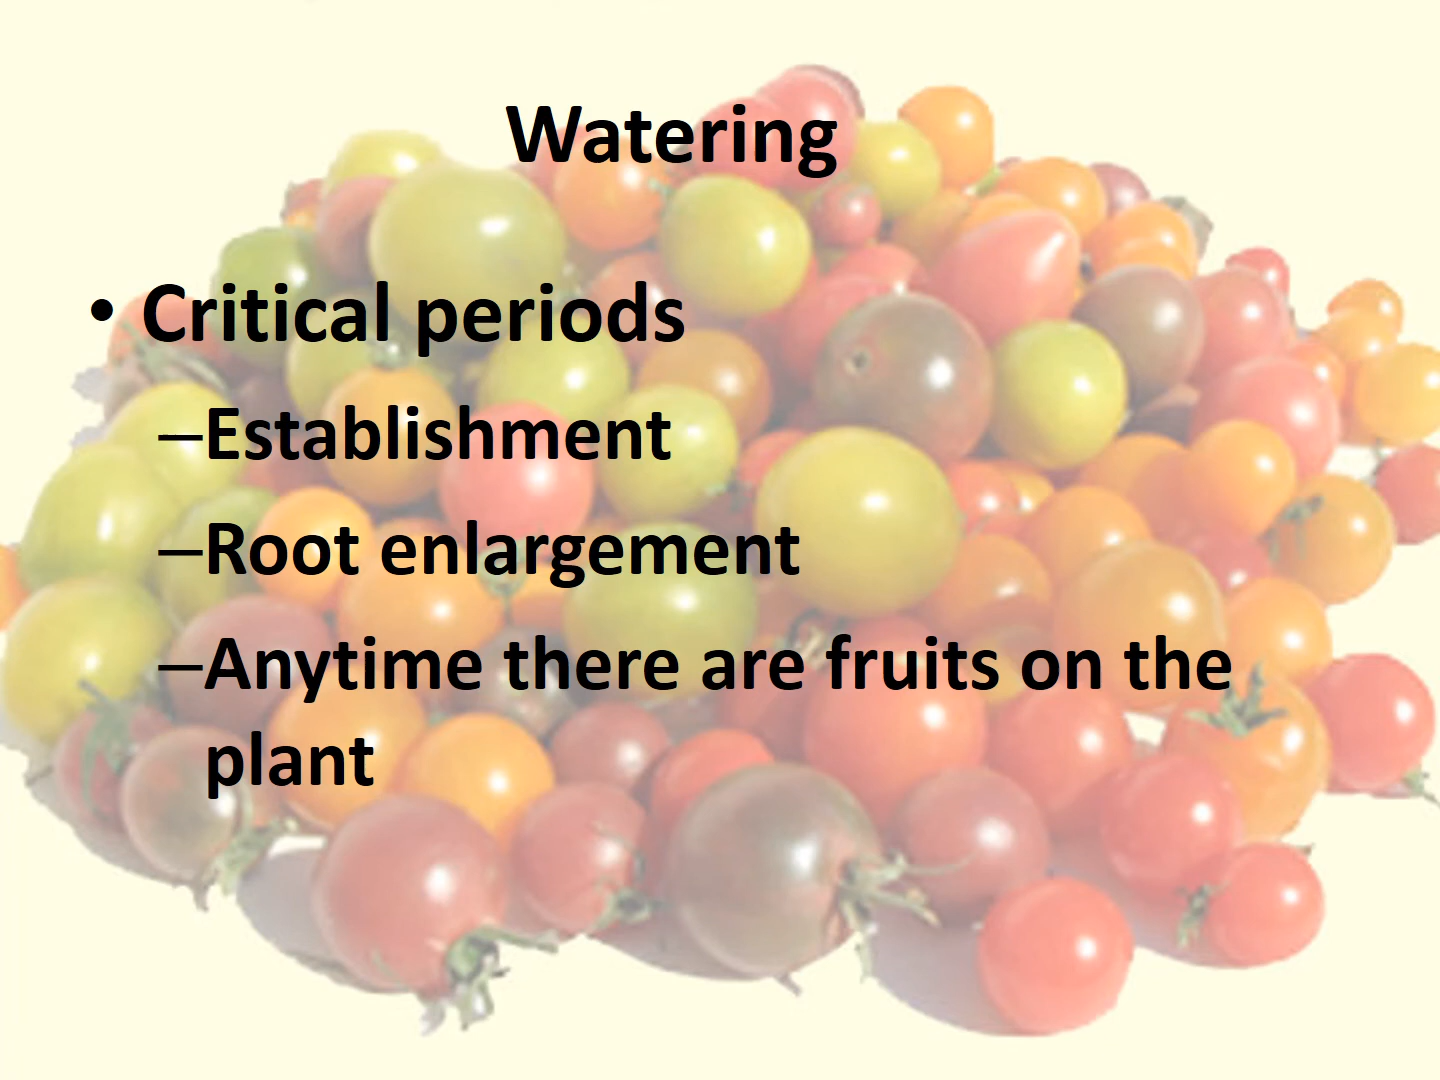 Watering
• Critical periods
–Establishment
–Root enlargement
–Anytime there are fruits on the
plant